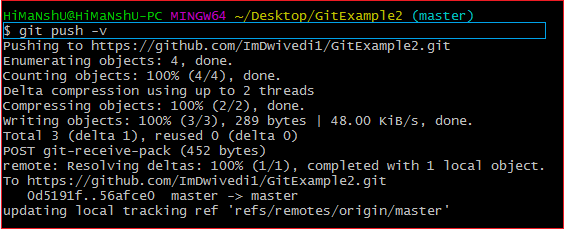 HiMaNshU@HiMaNshU-PC MINGW64 ~/Desktop/GitExample2 (master)
$ git push -v
Pushing to https://github.com/ImDwivedi1/GitExample2.git
Enumerating objects: 4, done.
Counting objects: 100% (4/4), done.
Delta compression using up to 2 threads
Compressing objects: 100% (2/2), done.
Writing objects: 100% (3/3), 289 bytes | 48.00 KiB/s, done.
Total 3 (delta 1), reused 0 (delta 0)
POST git-receive-pack (452 bytes)
remote: Resolving deltas: 100% (1/1), completed with 1 local object.
To https://github.com/ImDwivedi1/GitExample2.git
   0d5191f..56afce0  master -> master
updating local tracking ref 'refs/remotes/origin/master'